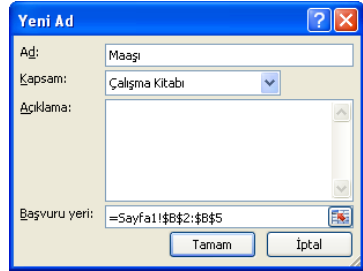 Yeni Ad
Ad: Maaşı
Kapsam: Çalışma Kitabı
Açıklama:
Başvuru yeri: =Sayfa1!$B$2:$B$5
Tamam İptal